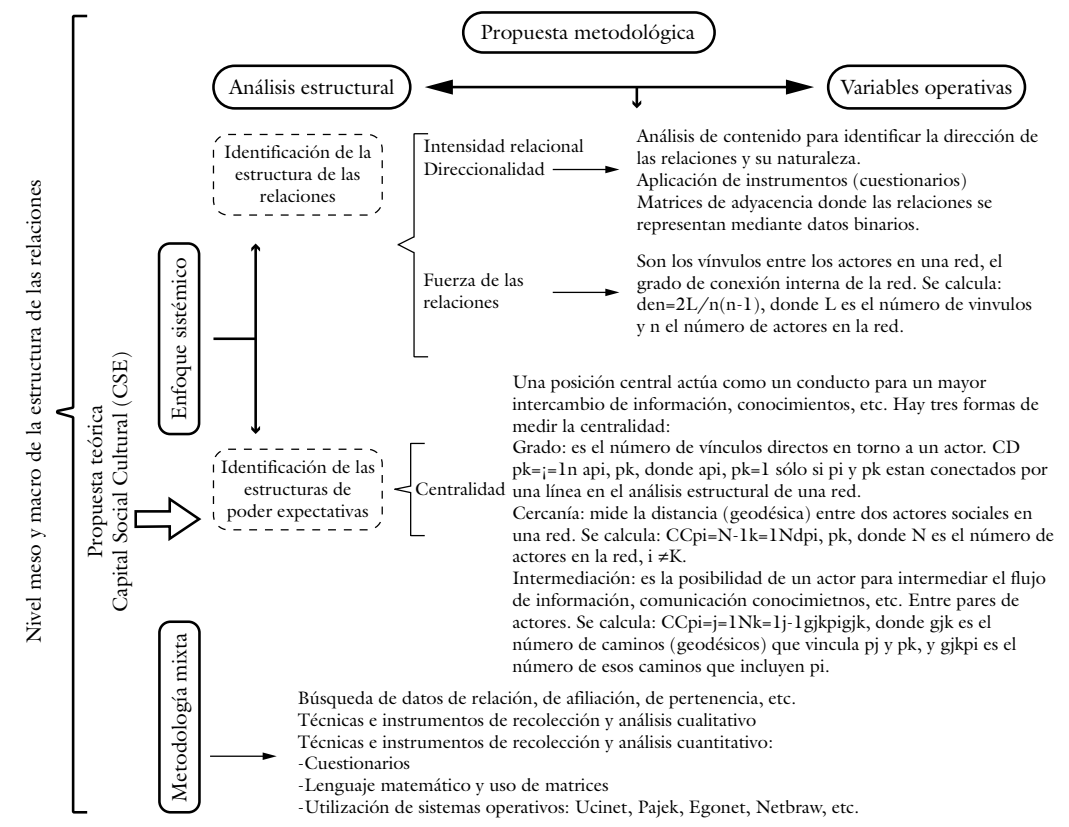 Propuesta metodológica
Análisis estructural
Variables operativas
Nivel meso y macro de la estructura de las relaciones
Propuesta teórica
Capital Social Cultural (CSE)
Enfoque sistémico
Identificación de la
estructura de las
relaciones
Intensidad relacional
Direccionalidad
Análisis de contenido para identificar la dirección de
las relaciones y su naturaleza.
Aplicación de instrumentos (cuestionarios)
Matrices de adyacencia donde las relaciones se
representan mediante datos binarios.
Fuerza de las
relaciones
Son los vínvulos entre los actores en una red, el
grado de conexión interna de la red. Se calcula:
den=2L/n(n-1), donde L es el número de vinvulos
y n el número de actores en la red.
Identificación de las
estructuras de
poder expectativas
Centralidad
Una posición central actúa como un conducto para un mayor
intercambio de información, conocimientos, etc. Hay tres formas de
medir la centralidad:
Grado: es el número de vínculos directos en torno a un actor. CD
pk=¡=1n api, pk, donde api, pk=1 sólo si pi y pk estan conectados por
una línea en el análisis estructural de una red.
Cercanía: mide la distancia (geodésica) entre dos actores sociales en
una red. Se calcula: CCpi=N-1k=1Ndpi, pk, donde N es el número de
actores en la red, i ≠K.
Intermediación: es la posibilidad de un actor para intermediar el flujo
de información, comunicación conocimietnos, etc. Entre pares de
actores. Se calcula: CCpi=j=1Nk=1j-1gjkpigjk, donde gjk es el
número de caminos (geodésicos) que vincula pj y pk, y gjkpi es el
número de esos caminos que incluyen pi.
Metodología mixta
Búsqueda de datos de relación, de afiliación, de pertenencia, etc.
Técnicas e instrumentos de recolección y análisis cualitativo
Técnicas e instrumentos de recolección y análisis cuantitativo:
-Cuestionarios
-Lenguaje matemático y uso de matrices
-Utilización de sistemas operativos: Ucinet, Pajek, Egonet, Netbraw, etc.